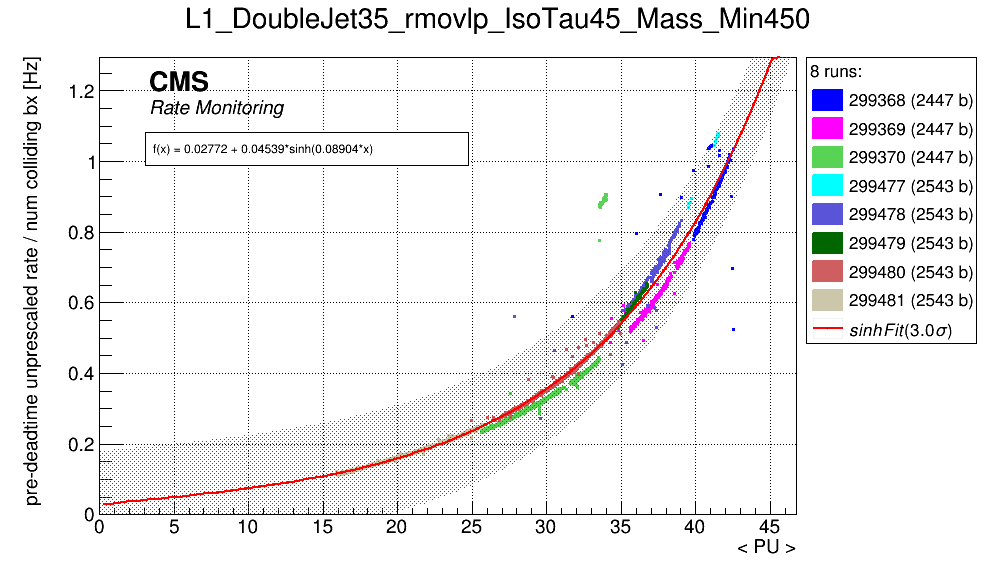 L1_DoubleJet35_rmovlp_IsoTau45_Mass_Min450
pre-deadtime unprescaled rate / num colliding bx [Hz]
CMS
Rate Monitoring
f(x) = 0.02772 + 0.04539*sinh(0.08904*x)
1.2
1
0.8
0.6
0.4
0.2
0
0 5 10 15 20 25 30 35 40 45
< PU >
8 runs:
299368 (2447 b)
299369 (2447 b)
299370 (2447 b)
299477 (2543 b)
299478 (2543 b)
299479 (2543 b)
299480 (2543 b)
299481 (2543 b)
sinhFit(3.0σ)